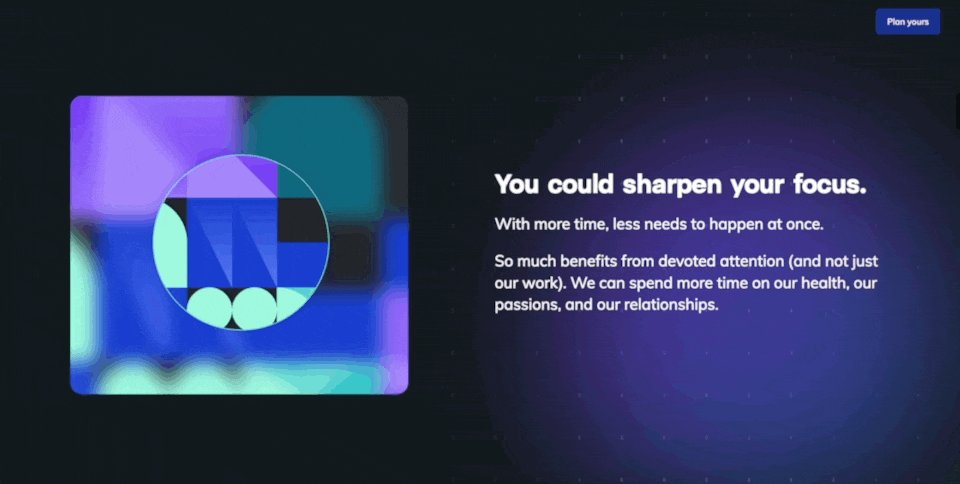 Plan yours
You could sharpen your focus.
With more time, less needs to happen at once.
So much benefits from devoted attention (and not just
our work). We can spend more time on our health, our
passions, and our relationships.